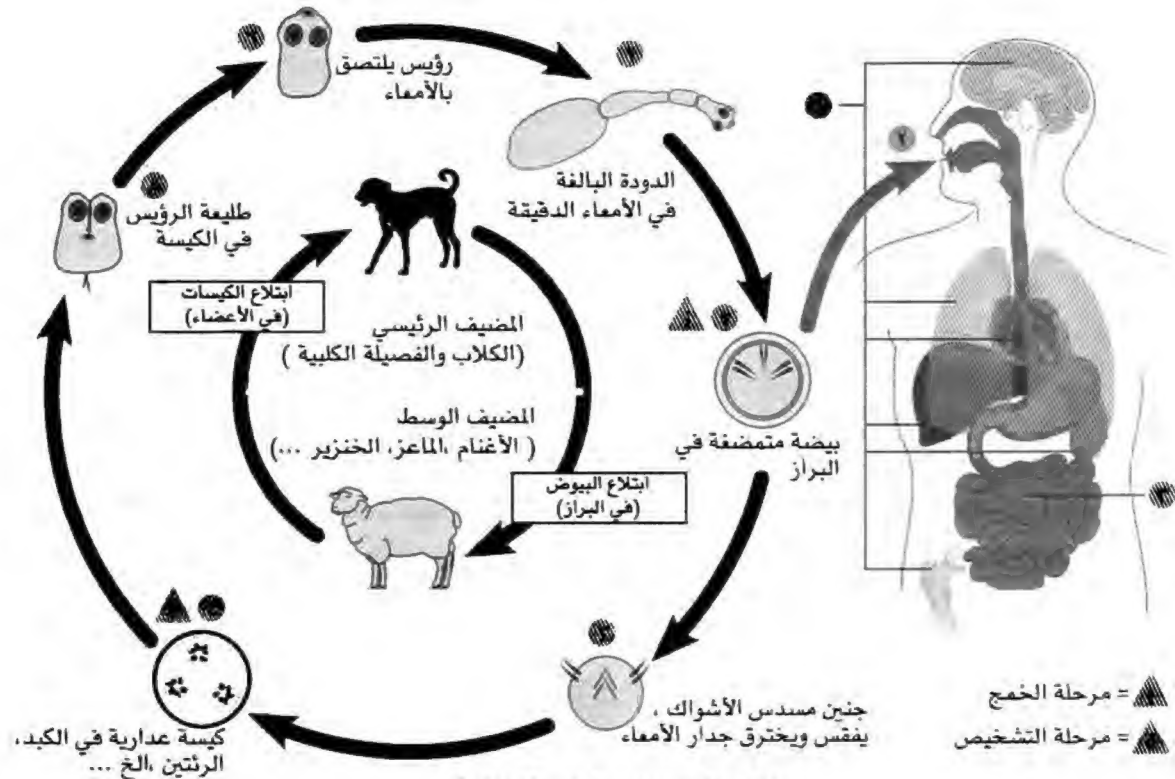 رؤيس يلتصق
بالأمعاء
الدودة البالغة
في الأمعاء الدقيقة
طليعة الرؤيس
في الكيسة
ابتلاع الكيسات
(في الأعضاء)
المضيف الرئيسي
(الكلاب والفصيلة الكلبية )
المضيف الوسط
( الأغنام ،الماعز، الخنزير ...)
ابتلاع البيوض
(في البراز)
بيضة متمضغة في
البراز
٢
جنين مسدس الأشواك ،
يفقس ويخترق جدار الأمعاء
كيسة عدارية في الكبد،
الرئتين ،الخ ...
= مرحلة الخمج
= مرحلة التشخيص